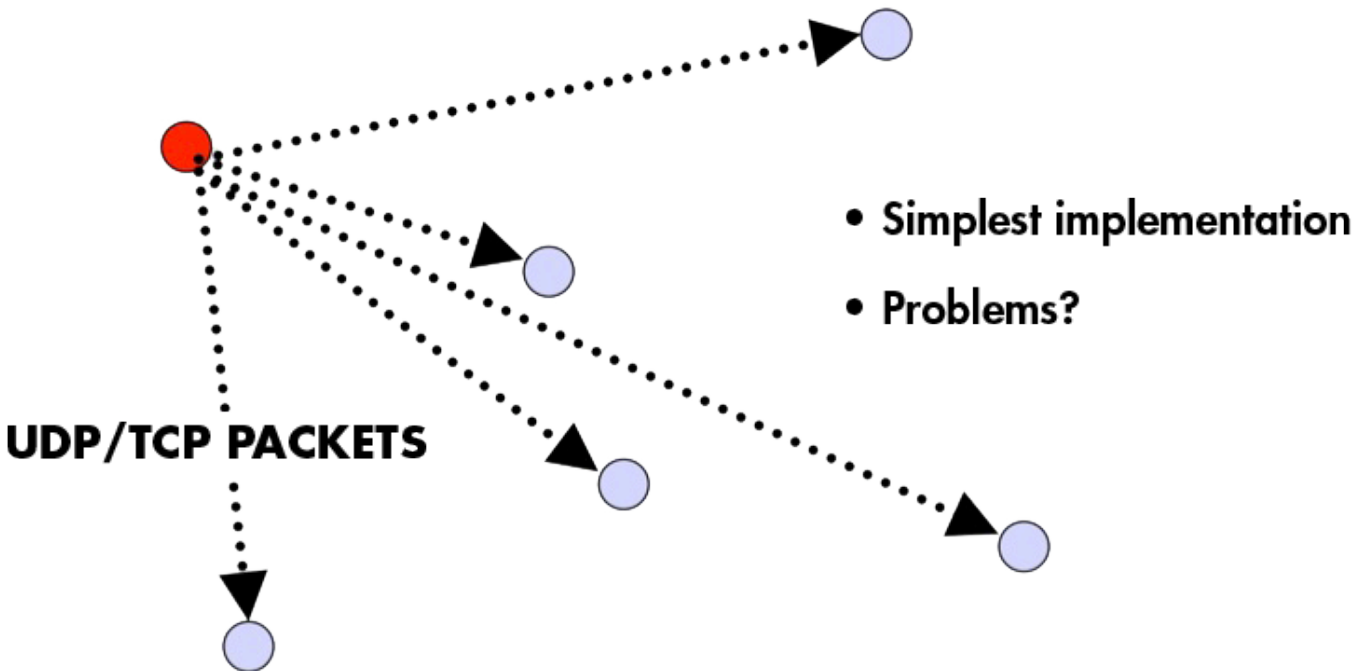 • Simplest implementation
• Problems?
UDP/TCP PACKETS